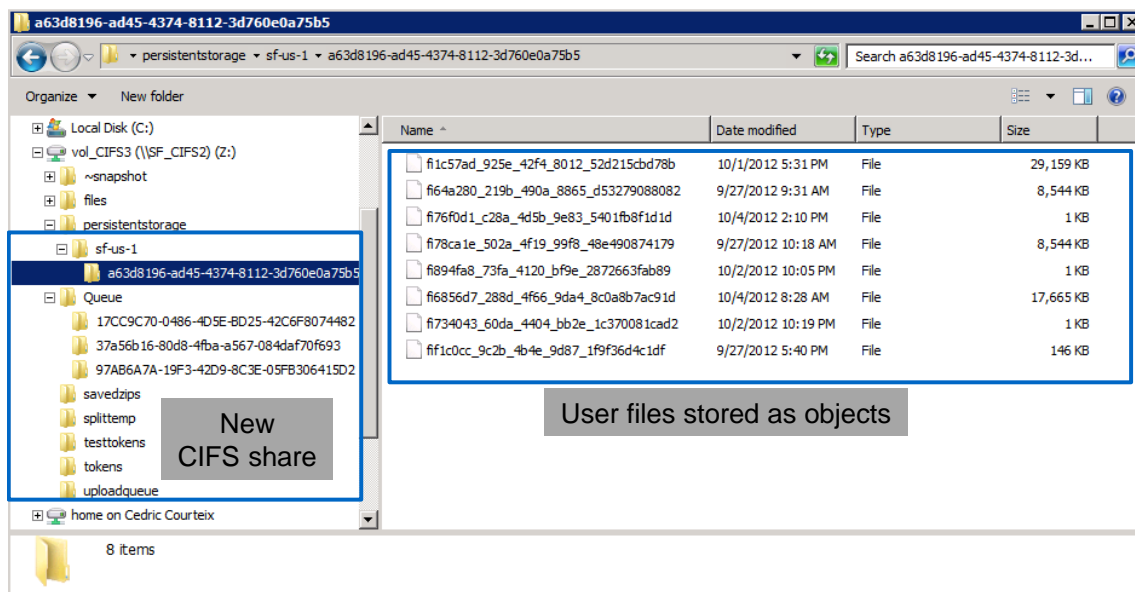 a63d8196-ad45-4374-8112-3d760e0a75b5
persistentstorage sf-us-1 a63d8196-ad45-4374-8112-3d760e0a75b5
Search a63d8196-ad45-4374-8112-3d...
Organize New folder
Local Disk (C:)
vol_CIFS3 (\\SF_CIFS2) (Z:)
~snapshot
files
persistentstorage
sf-us-1
a63d8196-ad45-4374-8112-3d760e0a75b5
Queue
17CC9C70-0486-4D5E-BD25-42C6F8074482
37a56b16-80d8-4fba-a567-084daf70f693
97AB6A7A-19F3-42D9-8C3E-05FB306415D2
savedzips
splittemp
testtokens
tokens
uploadqueue
home on Cedric Courteix
New
CIFS share
Name Date modified Type Size
fi1c57ad_925e_42f4_8012_52d215cbd78b 10/1/2012 5:31 PM File 29,159 KB
fi64a280_219b_490a_8865_d53279088082 9/27/2012 9:31 AM File 8,544 KB
fi76f0d1_c28a_4d5b_9e83_5401fb8f1d1d 10/4/2012 2:10 PM File 1 KB
fi78ca1e_502a_4f19_99f8_48e490874179 9/27/2012 10:18 AM File 8,544 KB
fi894fa8_73fa_4120_bf9e_2872663fab89 10/2/2012 10:05 PM File 1 KB
fi6856d7_288d_4f66_9da4_8c0a8b7ac91d 10/4/2012 8:28 AM File 17,665 KB
fi734043_60da_4404_bb2e_1c370081cad2 10/2/2012 10:19 PM File 1 KB
fif1c0cc_9c2b_4b4e_9d87_1f9f36d4c1df 9/27/2012 5:40 PM File 146 KB
User files stored as objects
8 items